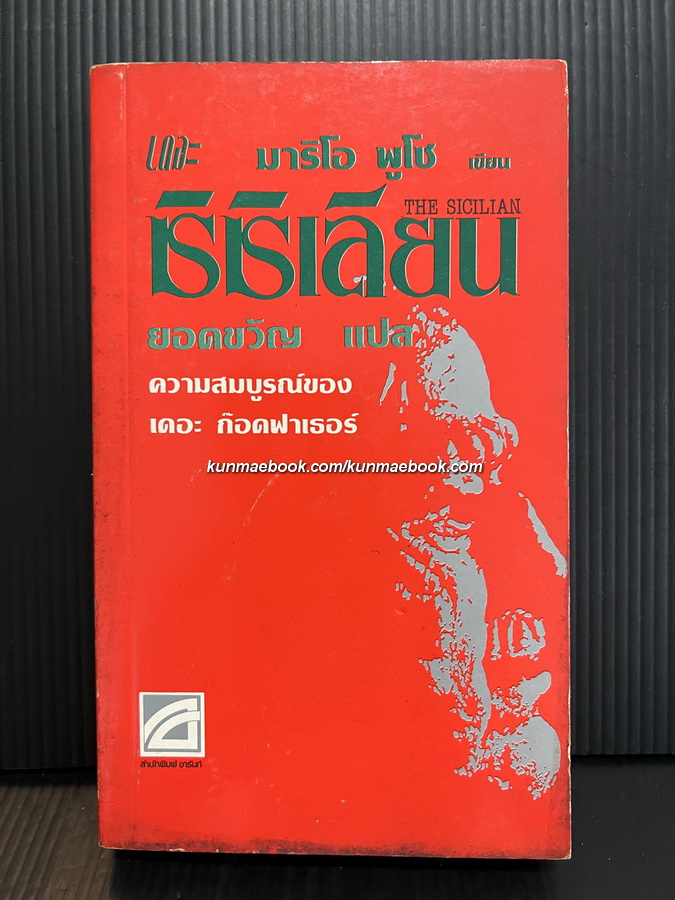 เดอะ มาริโอ พูโซ เขียน
THE SICILIAN
ซิซิเลียน
ยอดขวัญ แปล
ความสมบูรณ์ของ
เดอะ ก๊อดฟาเธอร์
kunmaebook.com/kunmaebook.com
สำนักพิมพ์ อารันท์